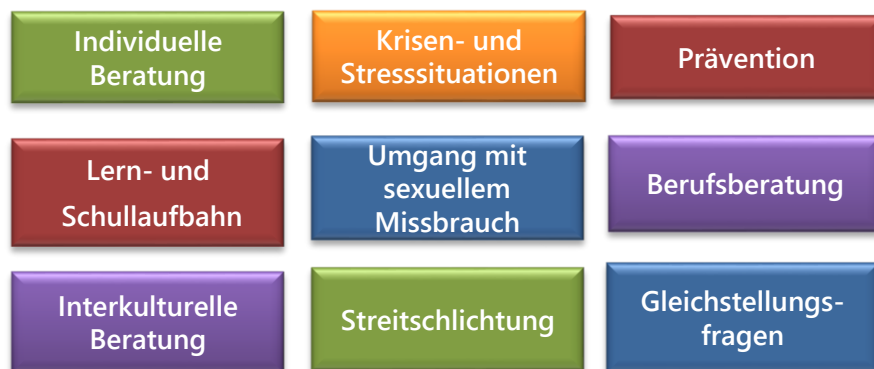 Individuelle
Beratung
Krisen- und
Stresssituationen
Prävention
Lern- und
Schullaufbahn
Umgang mit
sexuellem
Missbrauch
Berufsberatung
Interkulturelle
Beratung
Streitschlichtung
Gleichstellungs-
fragen